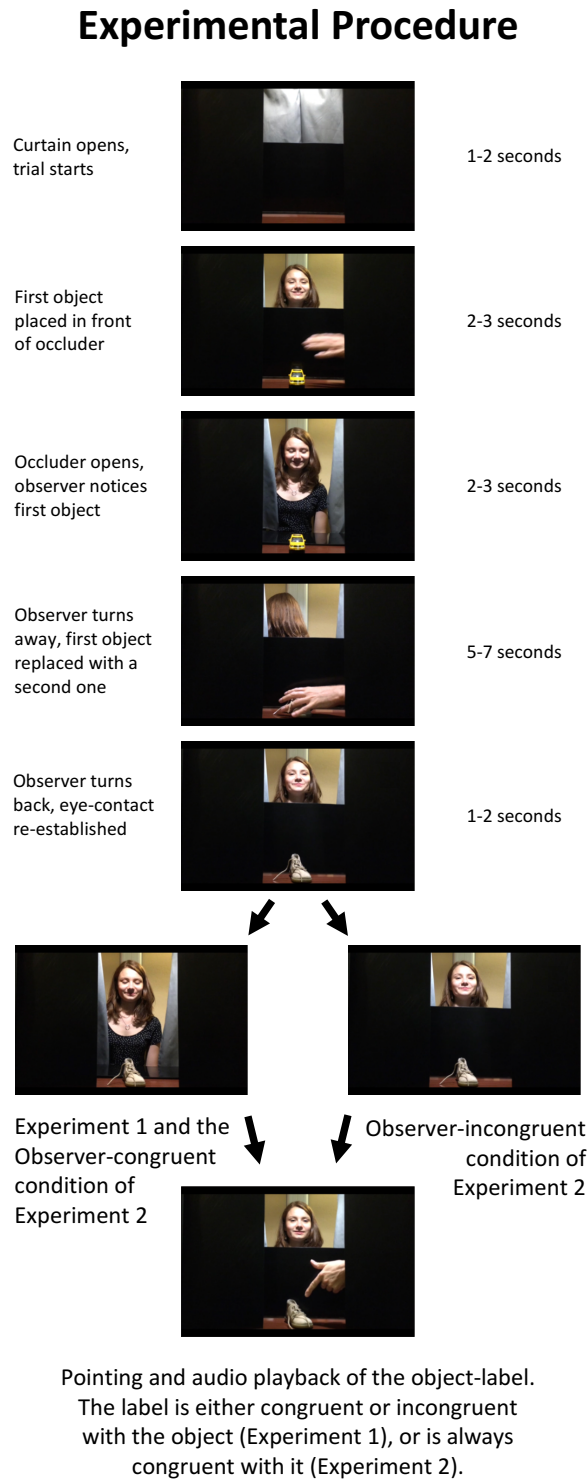 Experimental Procedure
Curtain opens,
trial starts
1-2 seconds
First object
placed in front
of occluder
2-3 seconds
Occluder opens,
observer notices
first object
2-3 seconds
Observer turns
away, first object
replaced with a
second one
5-7 seconds
Observer turns
back, eye-contact
re-established
1-2 seconds
Experiment 1 and the
Observer-congruent
condition of
Experiment 2
Observer-incongruent
condition of
Experiment 2
Pointing and audio playback of the object-label.
The label is either congruent or incongruent
with the object (Experiment 1), or is always
congruent with it (Experiment 2).